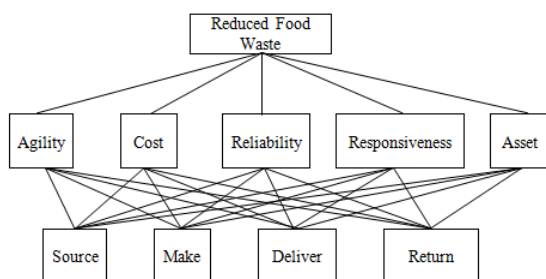 Reduced Food
Waste
Agility
Cost
Reliability
Responsiveness
Asset
Source
Make
Deliver
Return